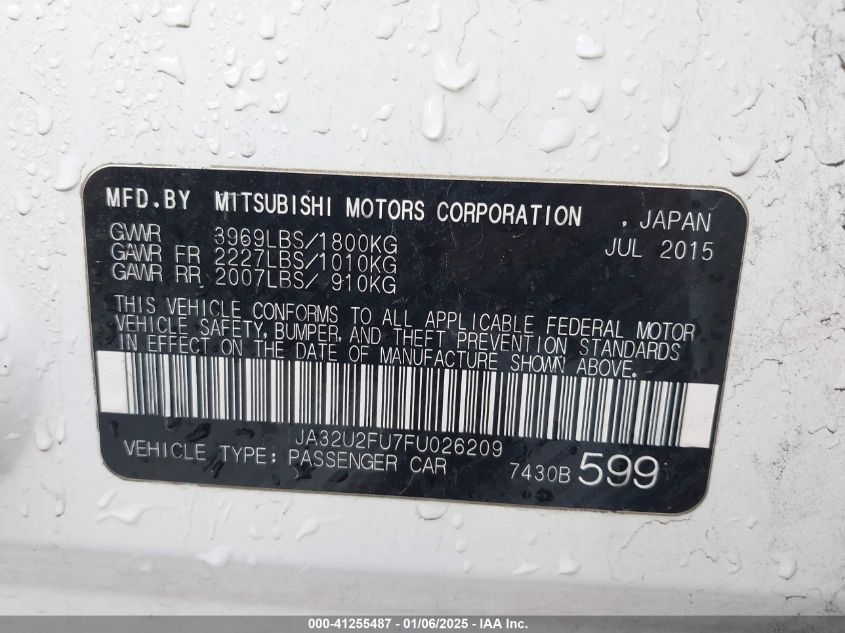 MFD.BY MITSUBISHI MOTORS CORPORATION , JAPAN
GVWR 3969LBS/1800KG JUL 2015
GAWR FR 2227LBS/1010KG
GAWR RR 2007LBS/ 910KG
THIS VEHICLE CONFORMS TO ALL APPLICABLE FEDERAL MOTOR
VEHICLE SAFETY, BUMPER, AND THEFT PREVENTION STANDARDS
IN EFFECT ON THE DATE OF MANUFACTURE SHOWN ABOVE.
JA32U2FU7FU026209
VEHICLE TYPE: PASSENGER CAR 7430B 599
000-41255487 - 01/06/2025 - IAA Inc.